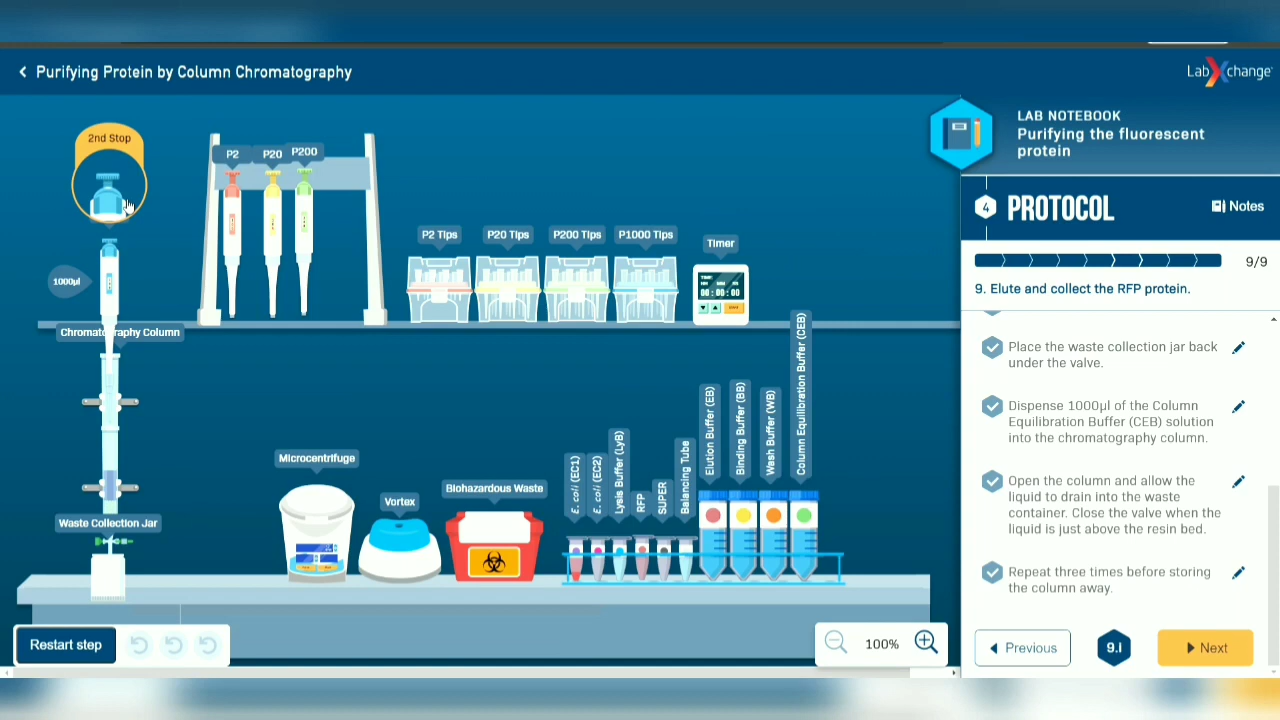 Purifying Protein by Column Chromatography
LabXchange
2nd Stop
P2
P20
P200
1000µl
P2 Tips
P20 Tips
P200 Tips
P1000 Tips
Timer
00:00:00
Chromatography Column
Waste Collection Jar
Microcentrifuge
Vortex
Biohazardous Waste
E. coli (EC1)
E. coli (EC2)
Lysis Buffer (LyB)
RFP
SUPER
Balancing Tube
Elution Buffer (EB)
Binding Buffer (BB)
Wash Buffer (WB)
Column Equilibration Buffer (CEB)
Restart step
100%
LAB NOTEBOOK
Purifying the fluorescent
protein
4 PROTOCOL
Notes
9/9
9. Elute and collect the RFP protein.
Place the waste collection jar back
under the valve.
Dispense 1000µl of the Column
Equilibration Buffer (CEB) solution
into the chromatography column.
Open the column and allow the
liquid to drain into the waste
container. Close the valve when the
liquid is just above the resin bed.
Repeat three times before storing
the column away.
Previous
9.I
Next